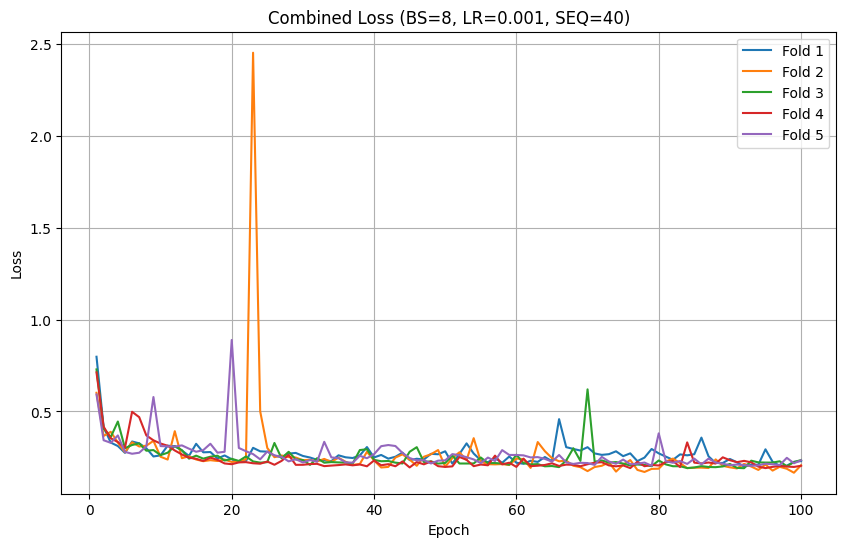 Combined Loss (BS=8, LR=0.001, SEQ=40)
2.5
2.0
1.5
1.0
0.5
Loss
Fold 1
Fold 2
Fold 3
Fold 4
Fold 5
0
20
40
60
80
100
Epoch